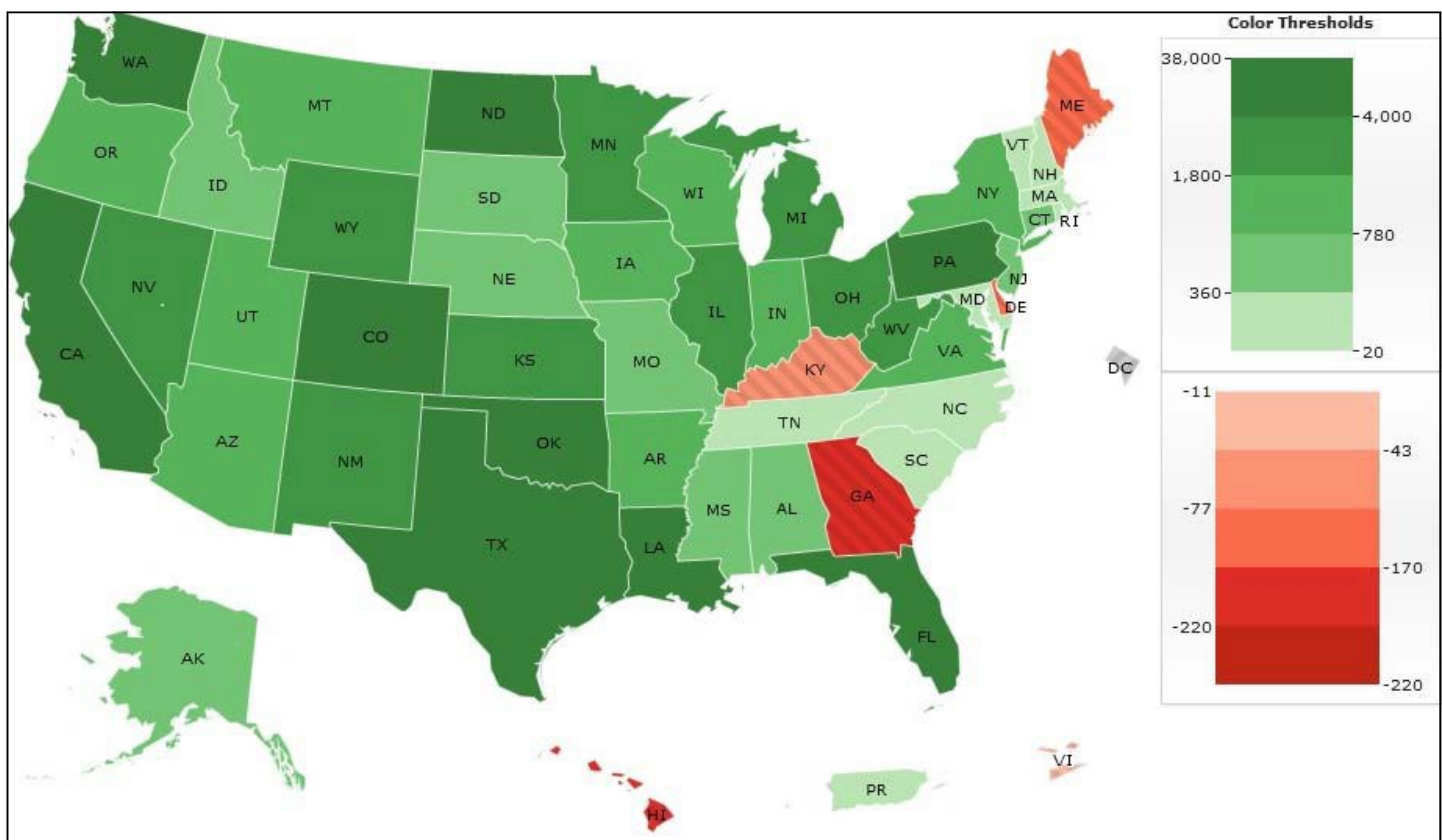 Color Thresholds
38,000
4,000
1,800
780
360
20
-11
-43
-77
-170
-220
-220
WA
MT
ND
MN
ME
OR
ID
SD
WI
MI
NY
VT
NH
MA
CT
RI
WY
NE
IA
PA
NJ
NV
UT
CO
KS
IL
IN
OH
MD
DE
WV
VA
CA
MO
KY
DC
AZ
NM
OK
AR
TN
NC
SC
TX
LA
MS
AL
GA
FL
AK
HI
PR
VI